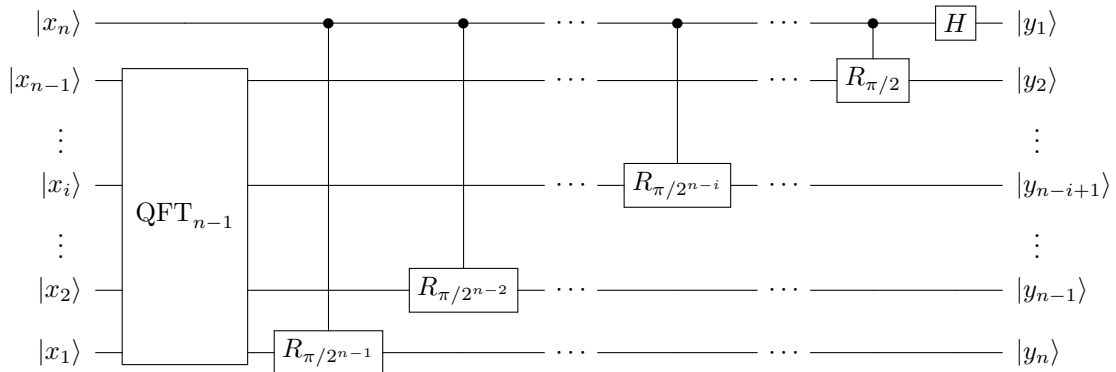 |x_n⟩ ⋯ ⋯ H |y_1⟩
|x_{n−1}⟩ ⋯ ⋯ R_{π/2} |y_2⟩
⋮ ⋮
|x_i⟩ ⋯ R_{π/2^{n−i}} ⋯ |y_{n−i+1}⟩
QFT_{n−1}
⋮ ⋮
|x_2⟩ R_{π/2^{n−2}} ⋯ ⋯ |y_{n−1}⟩
|x_1⟩ R_{π/2^{n−1}} ⋯ ⋯ |y_n⟩